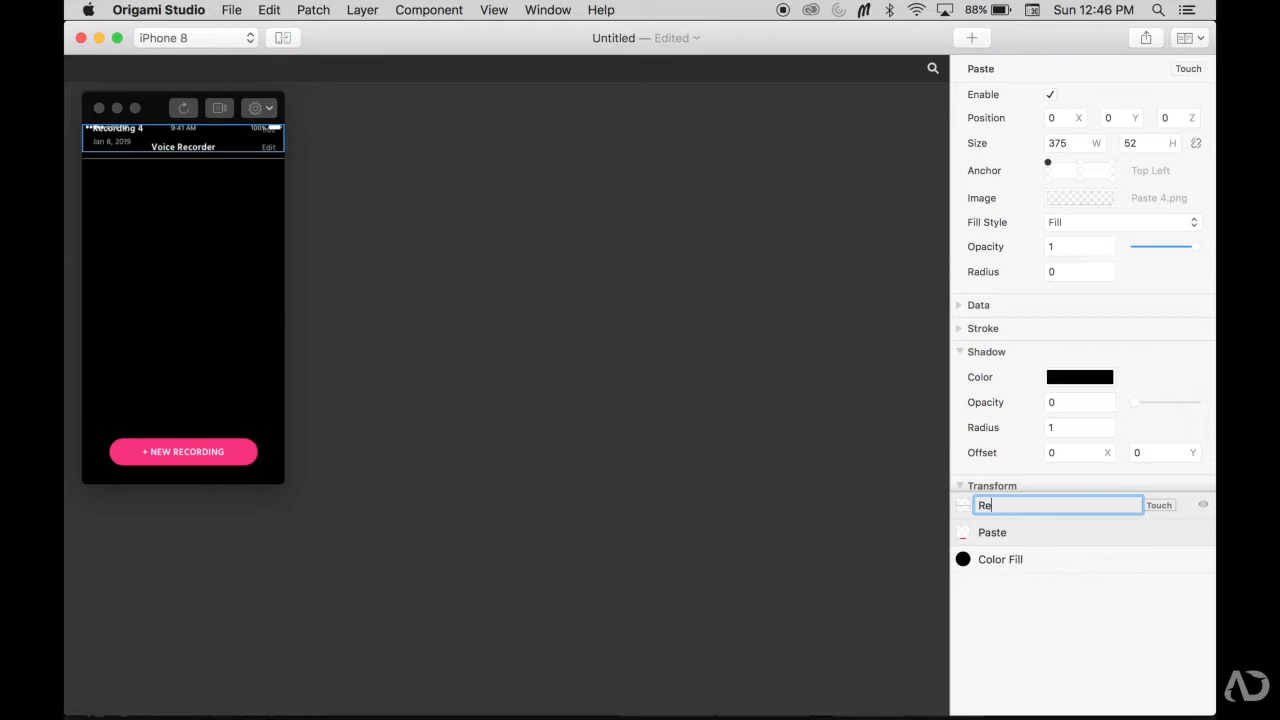 Origami Studio File Edit Patch Layer Component View Window Help 88% Sun 12:46 PM
iPhone 8 Untitled — Edited
Paste Touch
Enable
Position 0 X 0 Y 0 Z
Size 375 W 52 H
Anchor Top Left
Image Paste 4.png
Fill Style Fill
Opacity 1
Radius 0
Data
Stroke
Shadow
Color
Opacity 0
Radius 1
Offset 0 X 0 Y
Transform
Re Touch
Paste
Color Fill
Recording 4 9:41 AM
Jan 8, 2019
Voice Recorder Edit
+ NEW RECORDING